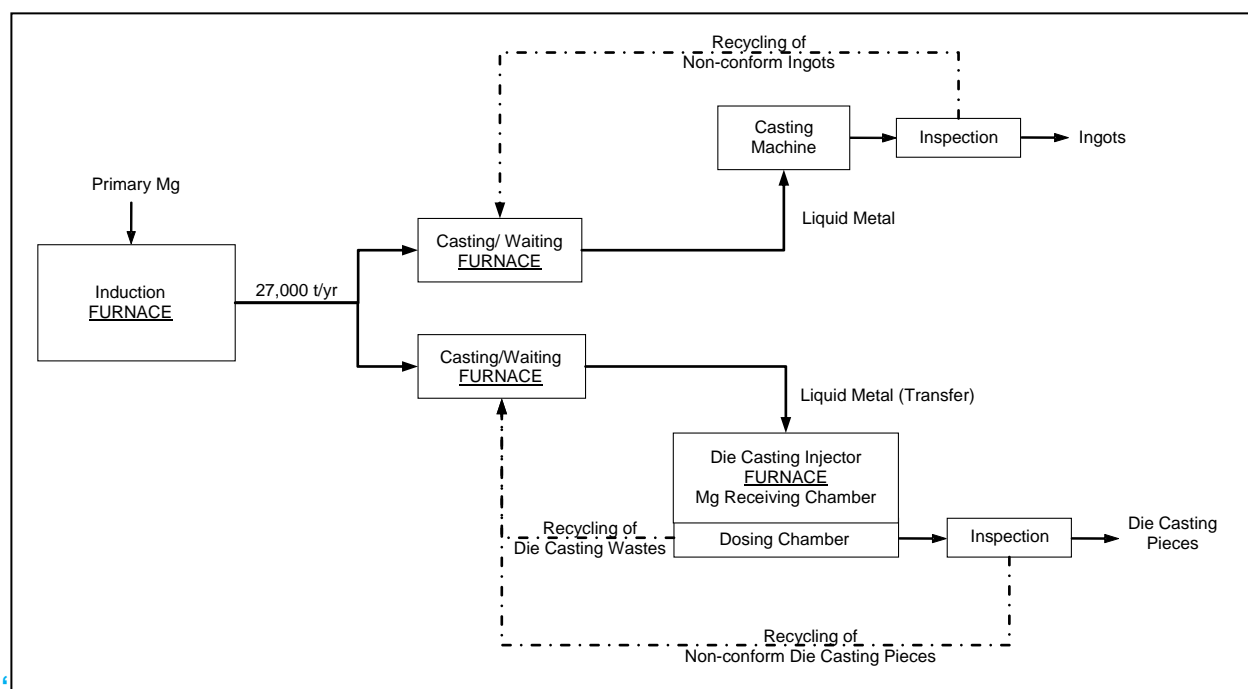 Recycling of
Non-conform Ingots
Casting
Machine
Inspection
Ingots
Primary Mg
Liquid Metal
Casting/ Waiting
FURNACE
Induction
FURNACE
27,000 t/yr
Casting/Waiting
FURNACE
Liquid Metal (Transfer)
Die Casting Injector
FURNACE
Mg Receiving Chamber
Recycling of
Die Casting Wastes
Dosing Chamber
Inspection
Die Casting
Pieces
Recycling of
Non-conform Die Casting Pieces
‘